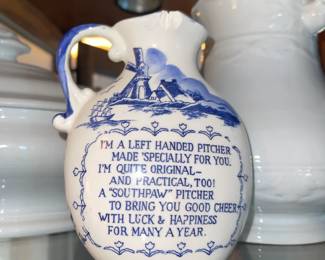 I'M A LEFT HANDED PITCHER
MADE 'SPECIALLY FOR YOU.
I'M QUITE ORIGINAL—
AND PRACTICAL, TOO!
A "SOUTHPAW" PITCHER
TO BRING YOU GOOD CHEER
WITH LUCK & HAPPINESS
FOR MANY A YEAR.